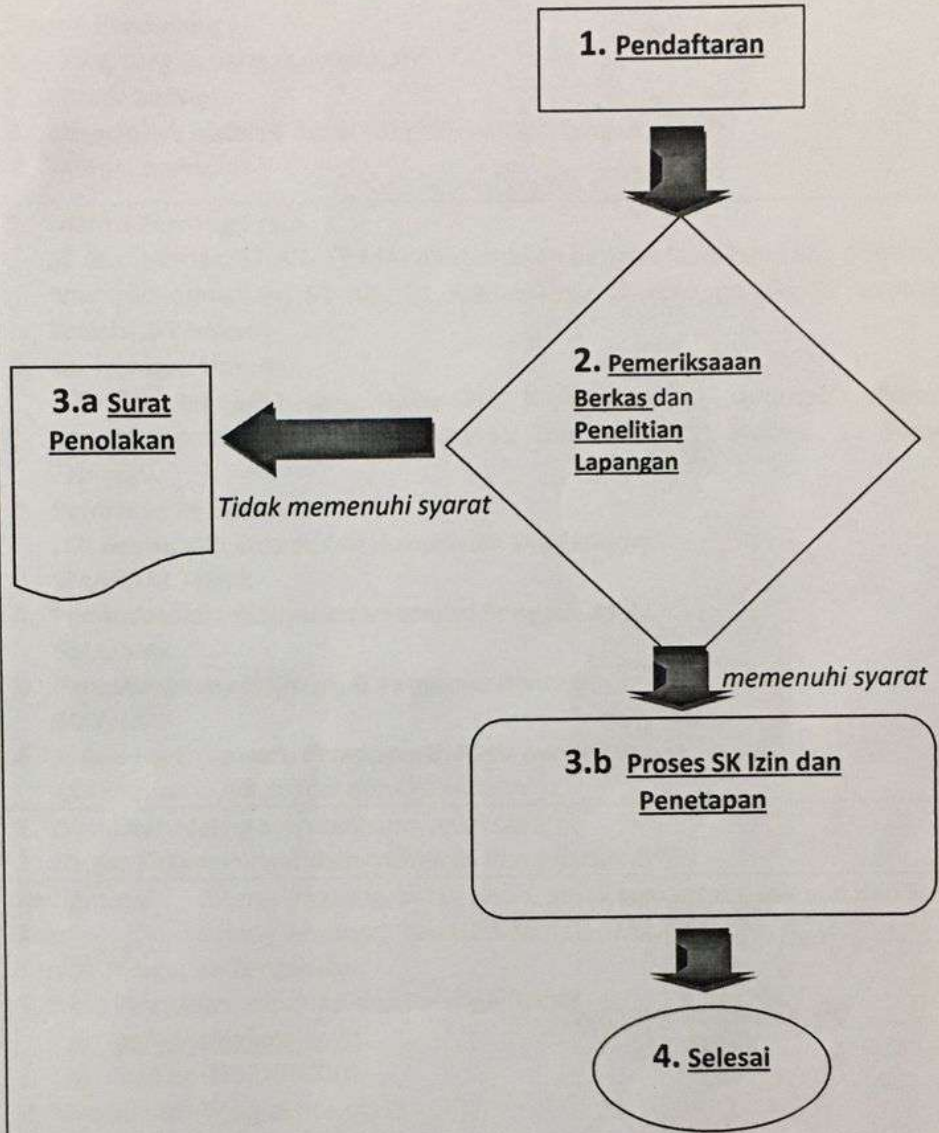 1. Pendaftaran
2. Pemeriksaaan
Berkas dan
Penelitian
Lapangan
3.a Surat
Penolakan
Tidak memenuhi syarat
memenuhi syarat
3.b Proses SK Izin dan
Penetapan
4. Selesai